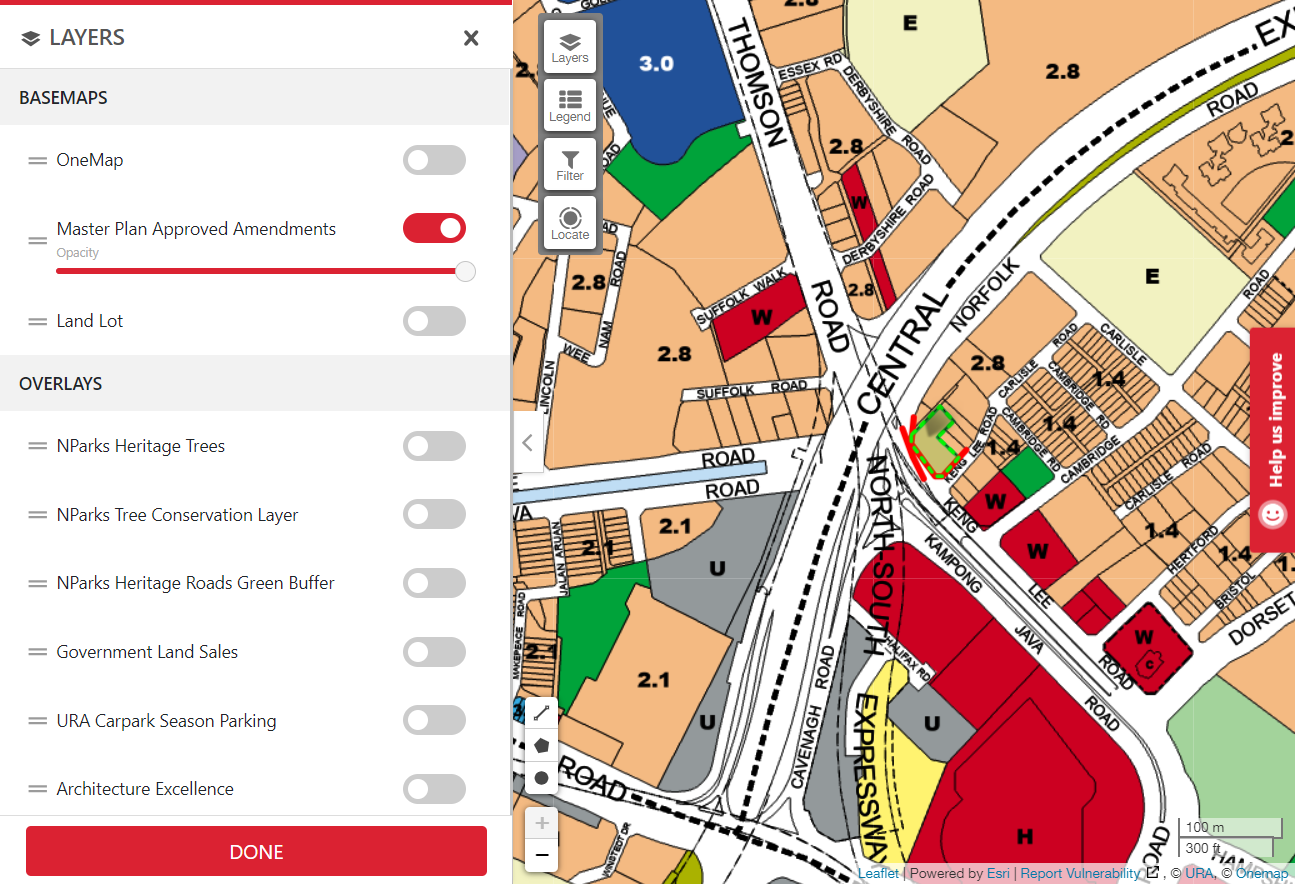 LAYERS
BASEMAPS
OneMap
Master Plan Approved Amendments
Opacity
Land Lot
OVERLAYS
NParks Heritage Trees
NParks Tree Conservation Layer
NParks Heritage Roads Green Buffer
Government Land Sales
URA Carpark Season Parking
Architecture Excellence
DONE
Layers
Legend
Filter
Locate
Help us improve
2.8
E
3.0
THOMSON
ESSEX RD
DERBYSHIRE
ROAD
2.8
ROAD
2.8
W
DERBYSHIRE ROAD
2.8
E
ROAD
2.8
ROAD
WEE
NAM
LINCOLN
SUFFOLK WALK
W
2.8
ROAD
SUFFOLK ROAD
CENTRAL
NORFOLK
2.8
CARLISLE
ROAD
CARLISLE
1.4
CAMBRIDGE RD
1.4
CAMBRIDGE RD
1.4
KENG LEE ROAD
CAMBRIDGE
CARLISLE ROAD
ROAD
ROAD
W
KENG
W
1.4
HERTFORD
1.4
BRISTOL
DORSET
LEE
W
C
ROAD
KAMPONG
JAVA
ROAD
ROAD
2.1
2.1
JALAN ARUAN
U
MAKEPEACE ROAD
2.1
2.1
U
NORTH-SOUTH
EXPRESSWAY
HALIFAX RD
U
CAVENAGH ROAD
H
ROAD
WINSTEDT DR
100 m
300 ft
Leaflet | Powered by Esri | Report Vulnerability , © URA, © Onemap